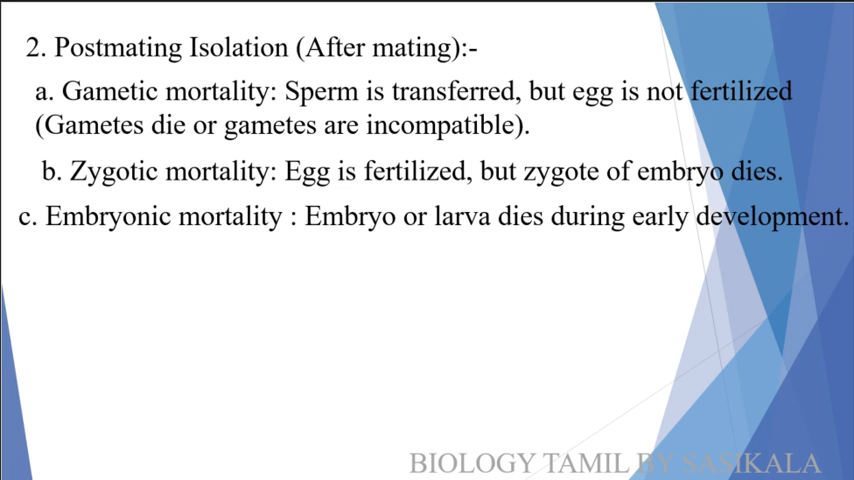 2. Postmating Isolation (After mating):-
a. Gametic mortality: Sperm is transferred, but egg is not fertilized
(Gametes die or gametes are incompatible).
b. Zygotic mortality: Egg is fertilized, but zygote of embryo dies.
c. Embryonic mortality : Embryo or larva dies during early development.
BIOLOGY TAMIL BY SASIKALA